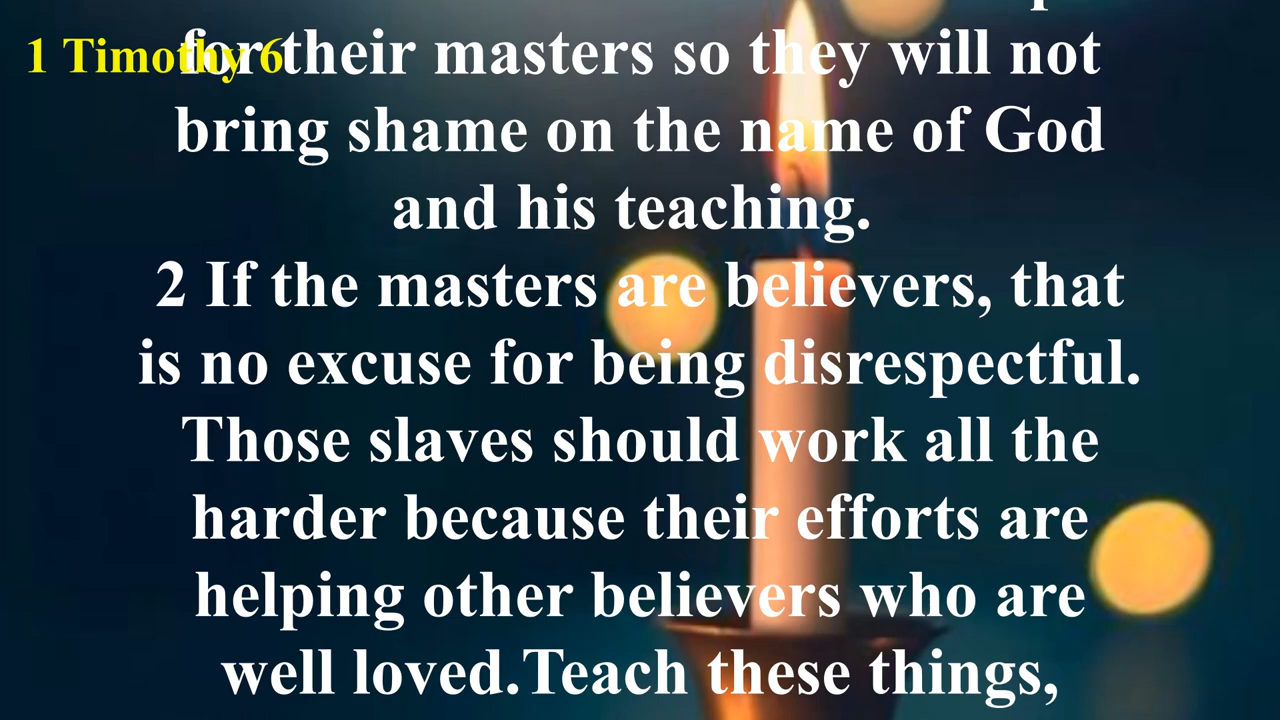 1 Timothy 6
for their masters so they will not
bring shame on the name of God
and his teaching.
2 If the masters are believers, that
is no excuse for being disrespectful.
Those slaves should work all the
harder because their efforts are
helping other believers who are
well loved.Teach these things,